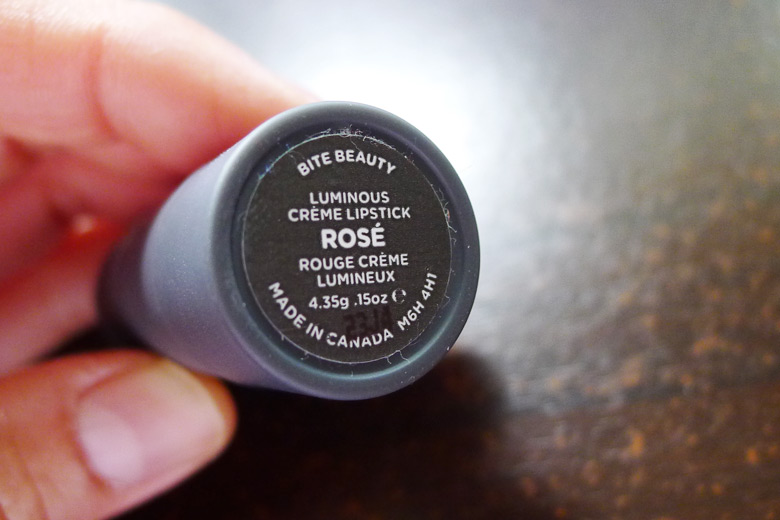 BITE BEAUTY
LUMINOUS
CRÈME LIPSTICK
ROSÉ
ROUGE CRÈME
LUMINEUX
4.35g .15oz ℮
MADE IN CANADA M6H 4H1